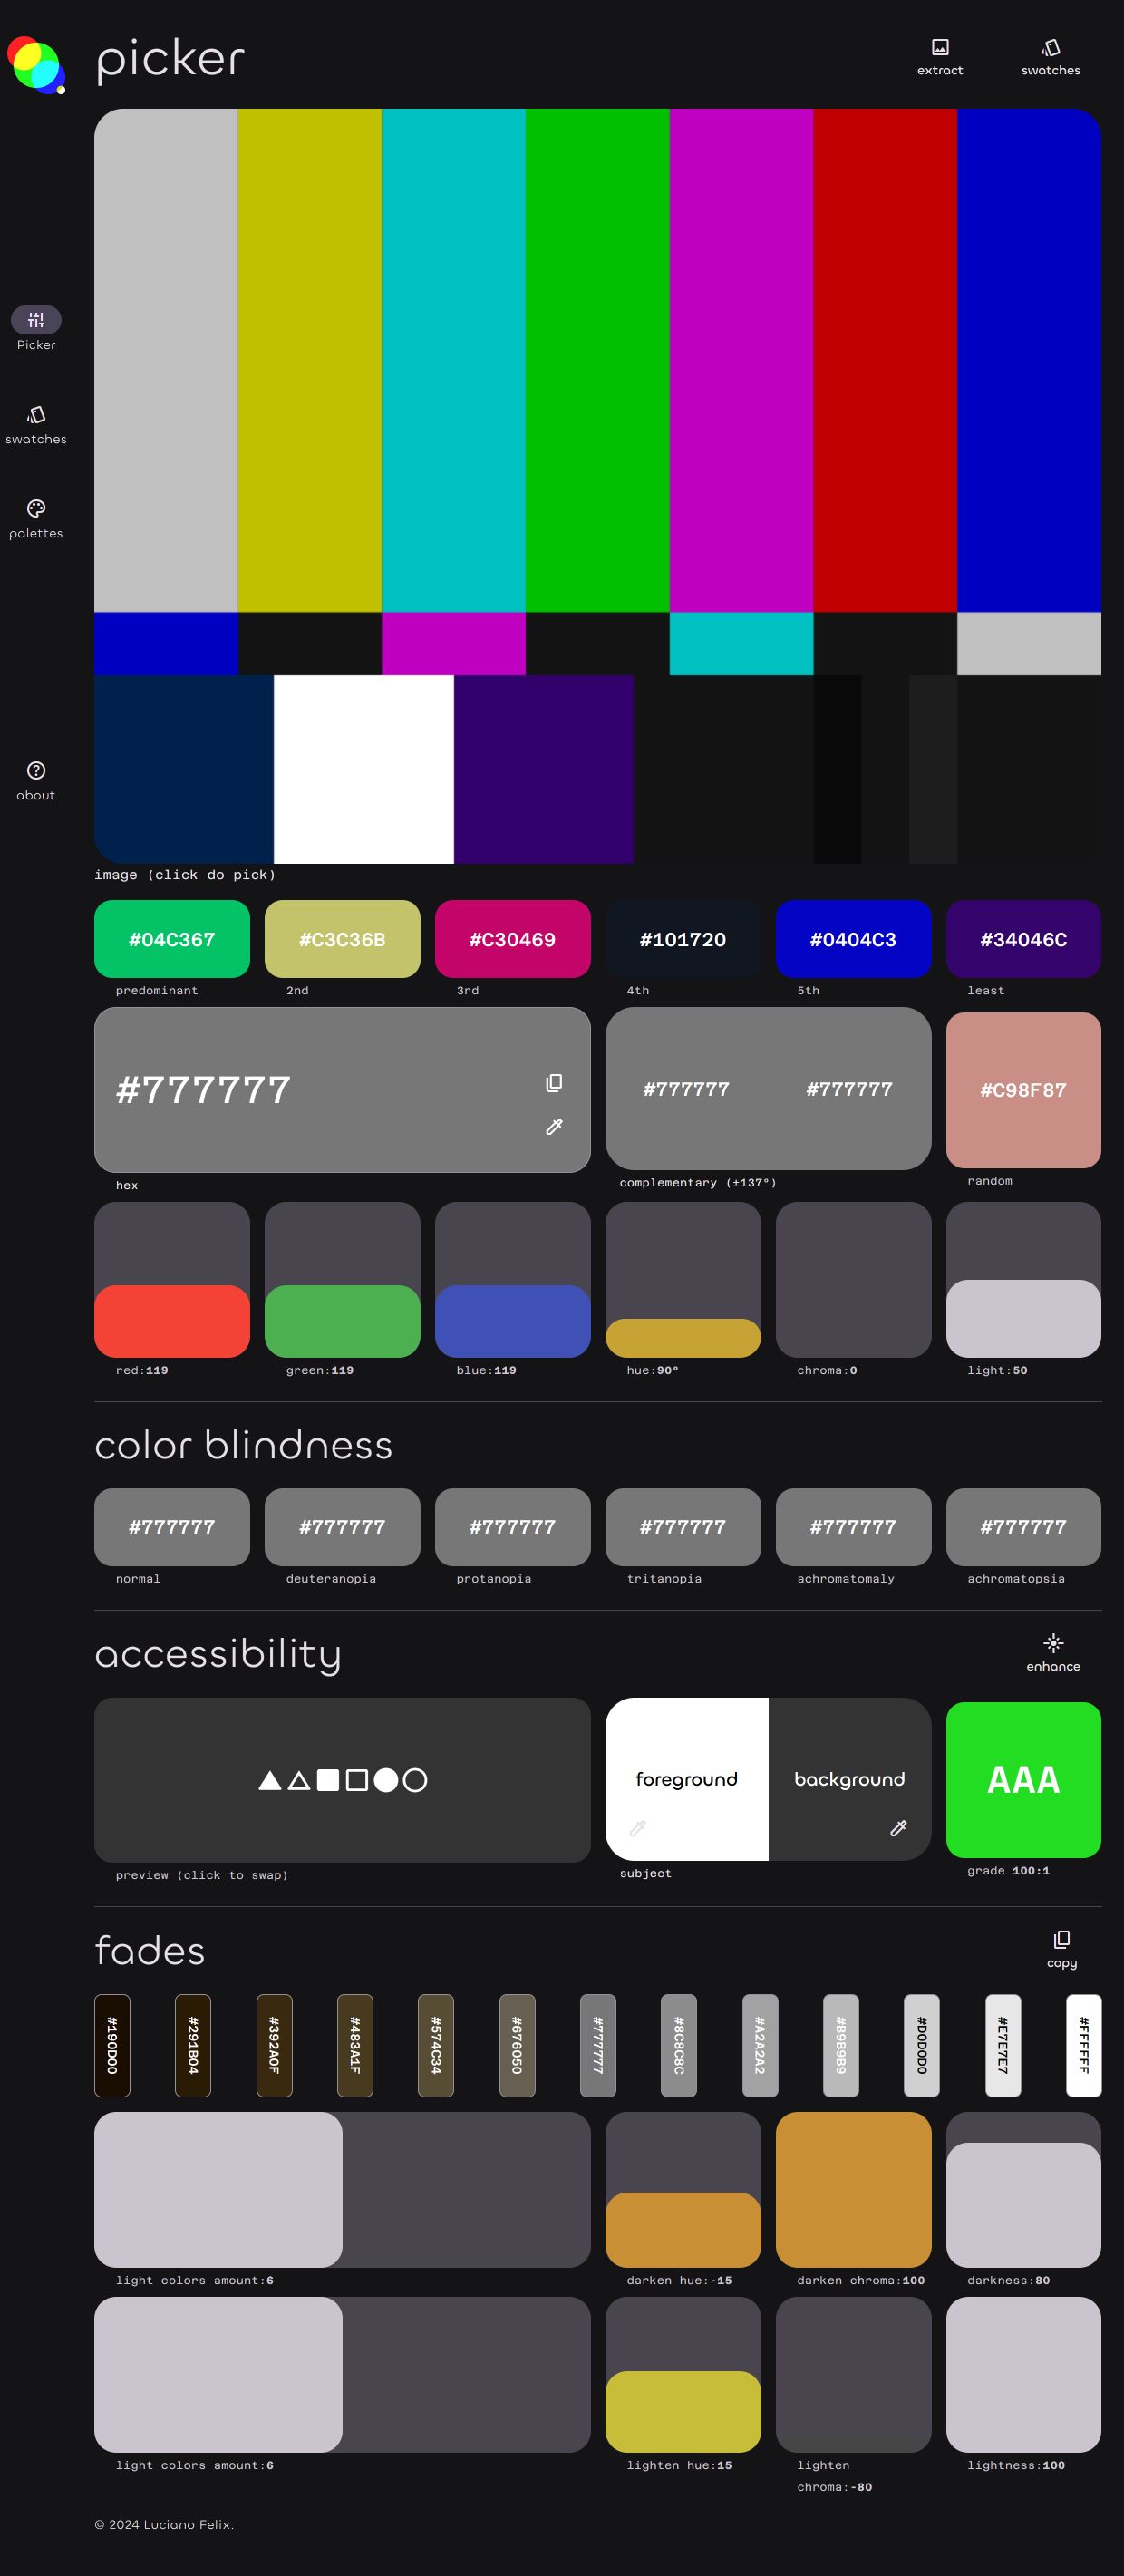 picker
extract
swatches
Picker
swatches
palettes
about
image (click do pick)
#04C367
#C3C36B
#C30469
#101720
#0404C3
#34046C
predominant
2nd
3rd
4th
5th
least
#777777
#777777
#777777
#C98F87
hex
complementary (±137°)
random
red:119
green:119
blue:119
hue:90°
chroma:0
light:50
color blindness
#777777
#777777
#777777
#777777
#777777
#777777
normal
deuteranopia
protanopia
tritanopia
achromatomaly
achromatopsia
accessibility
enhance
foreground
background
AAA
preview (click to swap)
subject
grade 100:1
fades
copy
#190D00
#291B04
#392A0F
#483A1F
#574C34
#676050
#777777
#8C8C8C
#A2A2A2
#B9B9B9
#D0D0D0
#E7E7E7
#FFFFFF
light colors amount:6
darken hue:-15
darken chroma:100
darkness:80
light colors amount:6
lighten hue:15
lighten
chroma:-80
lightness:100
© 2024 Luciano Felix.